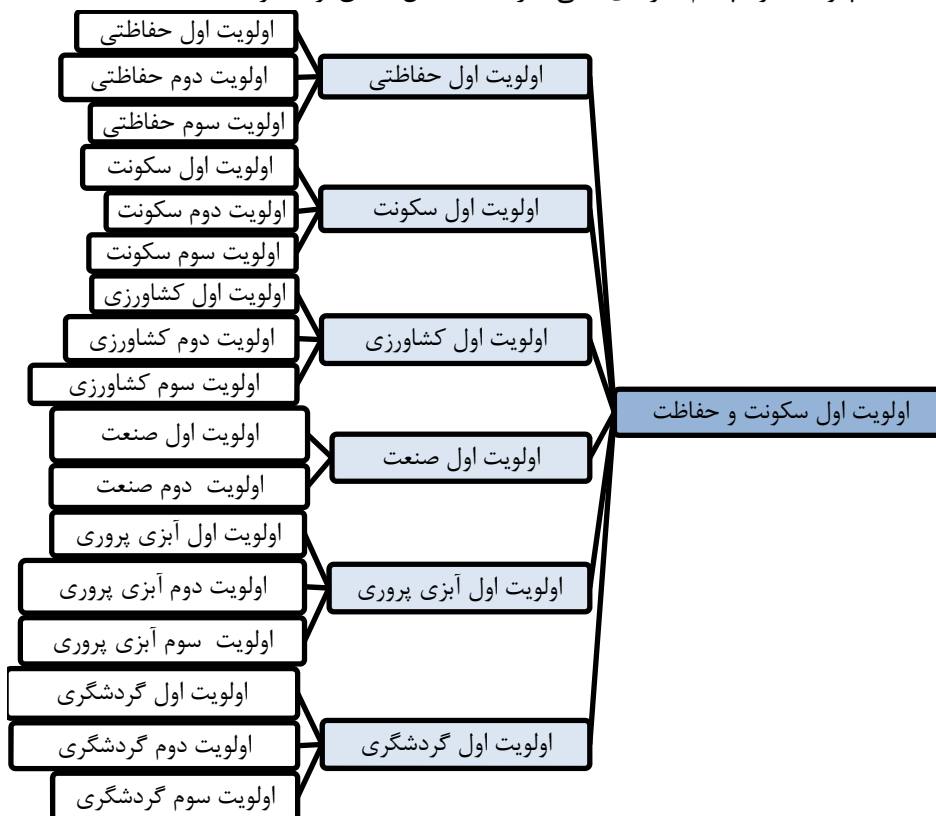 اولویت اول سکونت و حفاظت
اولویت اول حفاظتی
اولویت اول حفاظتی
اولویت دوم حفاظتی
اولویت سوم حفاظتی
اولویت اول سکونت
اولویت اول سکونت
اولویت دوم سکونت
اولویت سوم سکونت
اولویت اول کشاورزی
اولویت اول کشاورزی
اولویت دوم کشاورزی
اولویت سوم کشاورزی
اولویت اول صنعت
اولویت اول صنعت
اولویت دوم صنعت
اولویت اول آبزی پروری
اولویت اول آبزی پروری
اولویت دوم آبزی پروری
اولویت سوم آبزی پروری
اولویت اول گردشگری
اولویت اول گردشگری
اولویت دوم گردشگری
اولویت سوم گردشگری